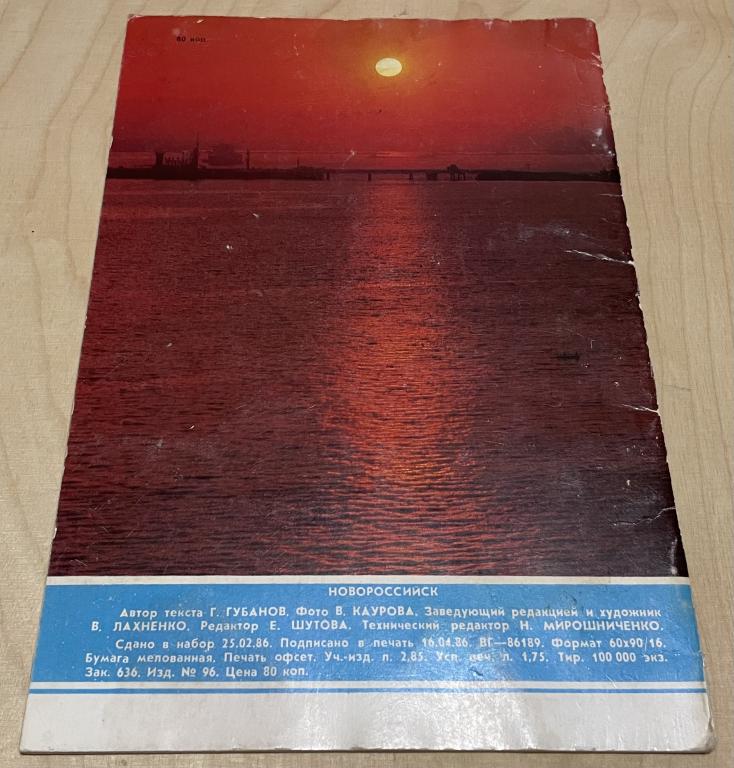 80 коп.
НОВОРОССИЙСК
Автор текста Г. ГУБАНОВ. Фото В. КАУРОВА. Заведующий редакцией и художник
В. ЛАХНЕНКО. Редактор Е. ШУТОВА. Технический редактор Н. МИРОШНИЧЕНКО.
Сдано в набор 25.02.86. Подписано в печать 16.04.86. ВГ—86189. Формат 60х90/16.
Бумага мелованная. Печать офсет. Уч.-изд. л. 2,85. Усп. печ. л. 1,75. Тир. 100 000 экз.
Зак. 636. Изд. № 96. Цена 80 коп.